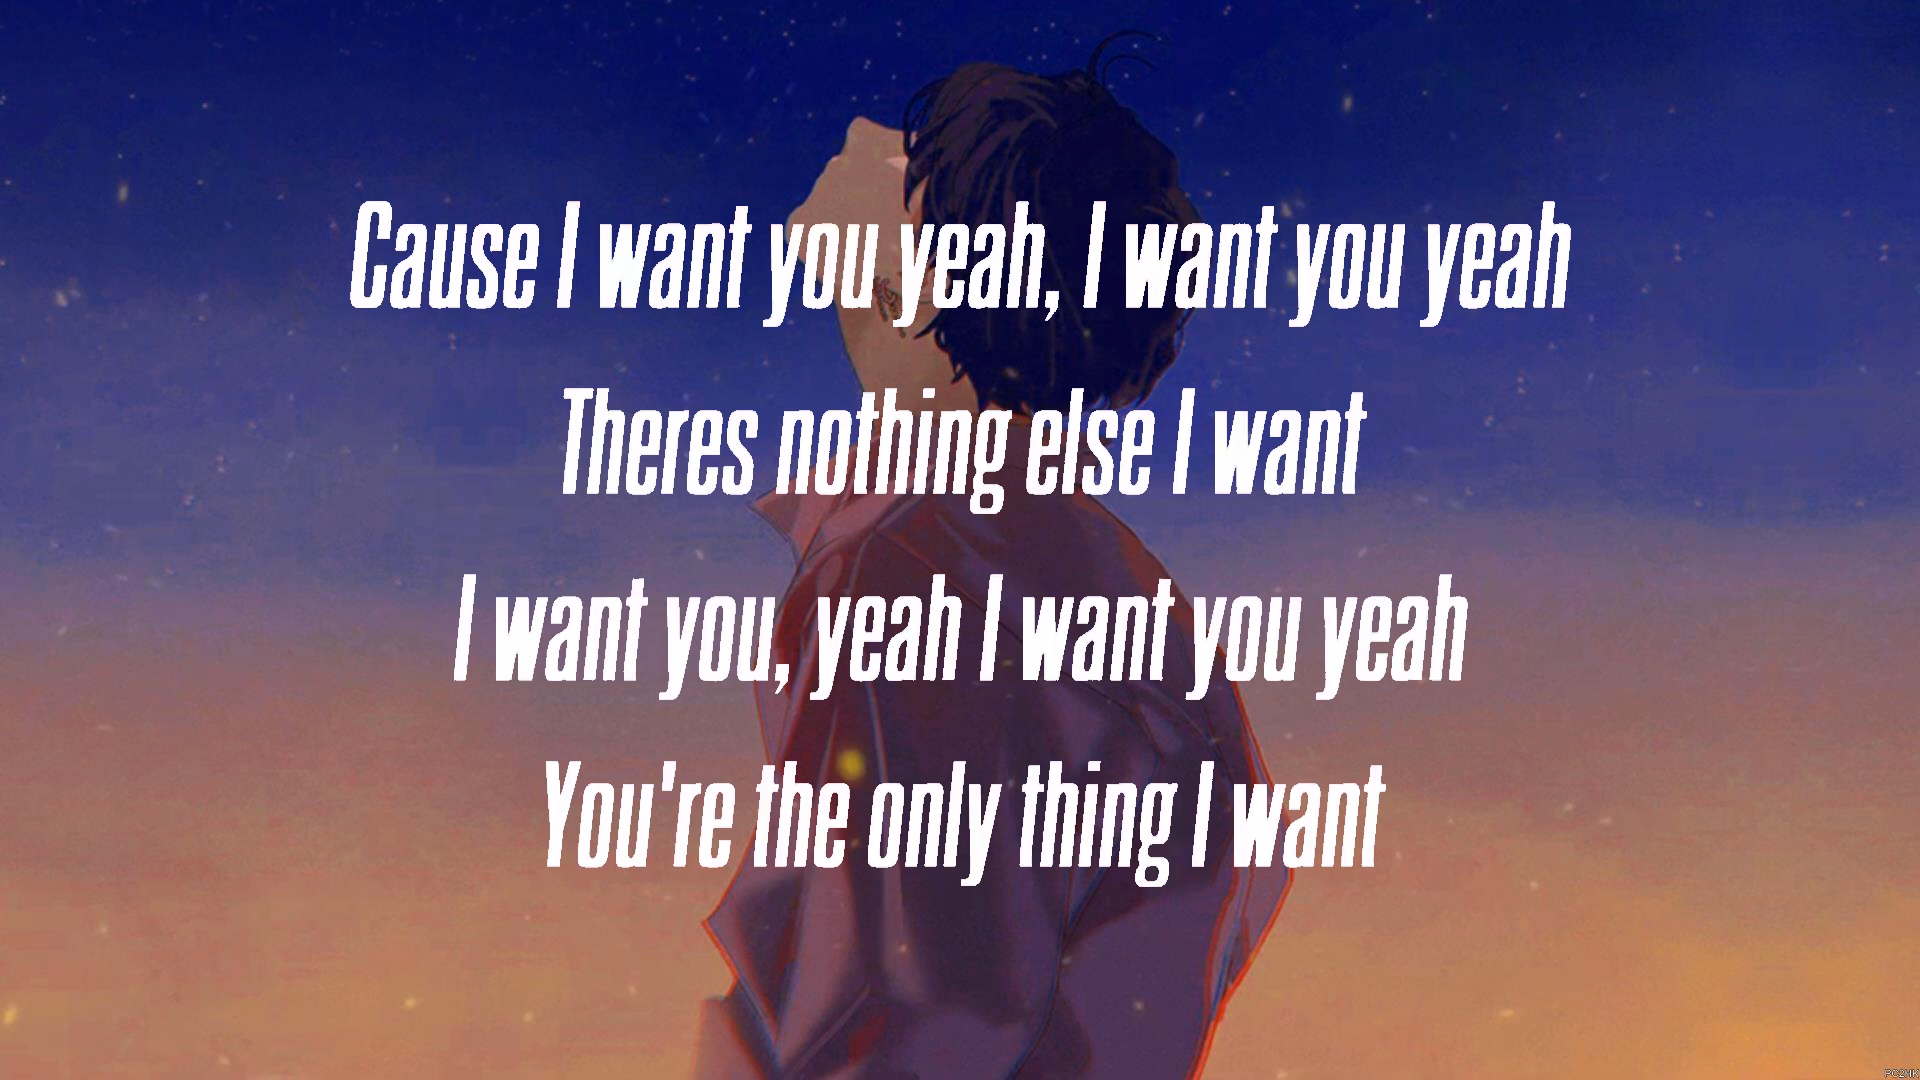 Cause I want you yeah, I want you yeah
Theres nothing else I want
I want you, yeah I want you yeah
You're the only thing I want
PC2HK